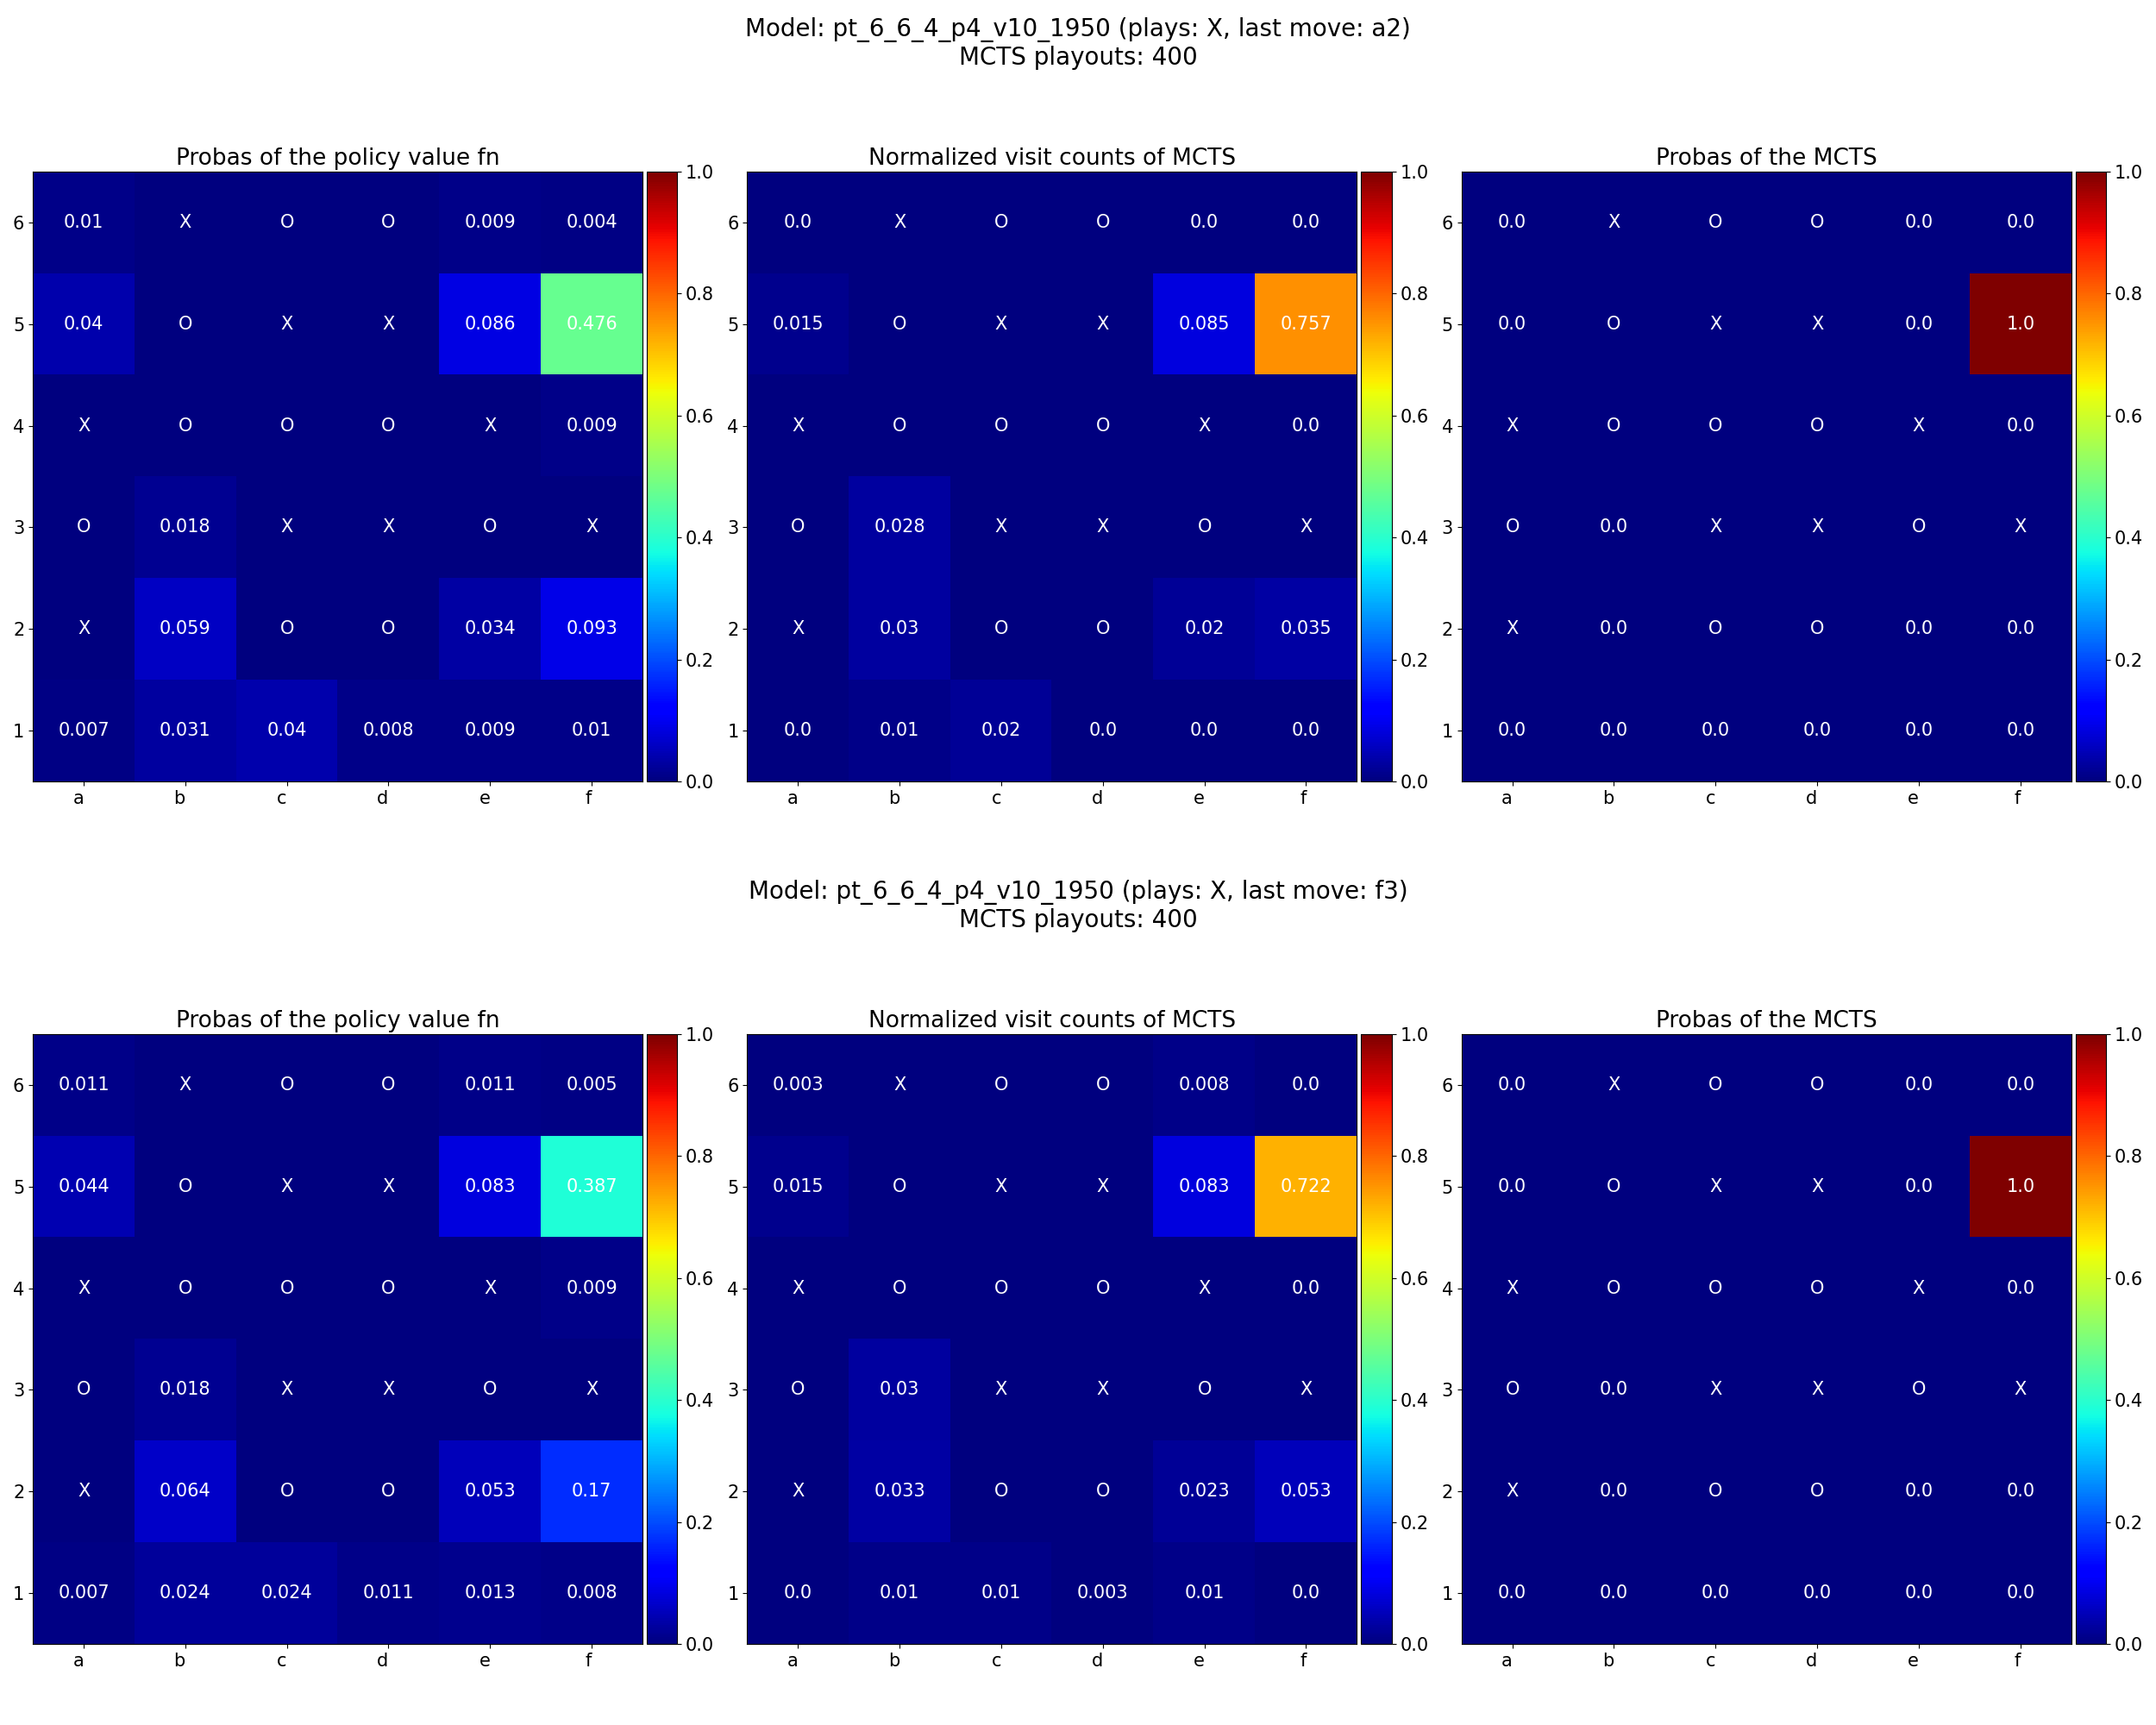 Model: pt_6_6_4_p4_v10_1950 (plays: X, last move: a2)
MCTS playouts: 400
Probas of the policy value fn
6 0.01 X O O 0.009 0.004
5 0.04 O X X 0.086 0.476
4 X O O O X 0.009
3 O 0.018 X X O X
2 X 0.059 O O 0.034 0.093
1 0.007 0.031 0.04 0.008 0.009 0.01
a b c d e f
1.0
0.8
0.6
0.4
0.2
0.0
Normalized visit counts of MCTS
6 0.0 X O O 0.0 0.0
5 0.015 O X X 0.085 0.757
4 X O O O X 0.0
3 O 0.028 X X O X
2 X 0.03 O O 0.02 0.035
1 0.0 0.01 0.02 0.0 0.0 0.0
a b c d e f
1.0
0.8
0.6
0.4
0.2
0.0
Probas of the MCTS
6 0.0 X O O 0.0 0.0
5 0.0 O X X 0.0 1.0
4 X O O O X 0.0
3 O 0.0 X X O X
2 X 0.0 O O 0.0 0.0
1 0.0 0.0 0.0 0.0 0.0 0.0
a b c d e f
1.0
0.8
0.6
0.4
0.2
0.0
Model: pt_6_6_4_p4_v10_1950 (plays: X, last move: f3)
MCTS playouts: 400
Probas of the policy value fn
6 0.011 X O O 0.011 0.005
5 0.044 O X X 0.083 0.387
4 X O O O X 0.009
3 O 0.018 X X O X
2 X 0.064 O O 0.053 0.17
1 0.007 0.024 0.024 0.011 0.013 0.008
a b c d e f
1.0
0.8
0.6
0.4
0.2
0.0
Normalized visit counts of MCTS
6 0.003 X O O 0.008 0.0
5 0.015 O X X 0.083 0.722
4 X O O O X 0.0
3 O 0.03 X X O X
2 X 0.033 O O 0.023 0.053
1 0.0 0.01 0.01 0.003 0.01 0.0
a b c d e f
1.0
0.8
0.6
0.4
0.2
0.0
Probas of the MCTS
6 0.0 X O O 0.0 0.0
5 0.0 O X X 0.0 1.0
4 X O O O X 0.0
3 O 0.0 X X O X
2 X 0.0 O O 0.0 0.0
1 0.0 0.0 0.0 0.0 0.0 0.0
a b c d e f
1.0
0.8
0.6
0.4
0.2
0.0